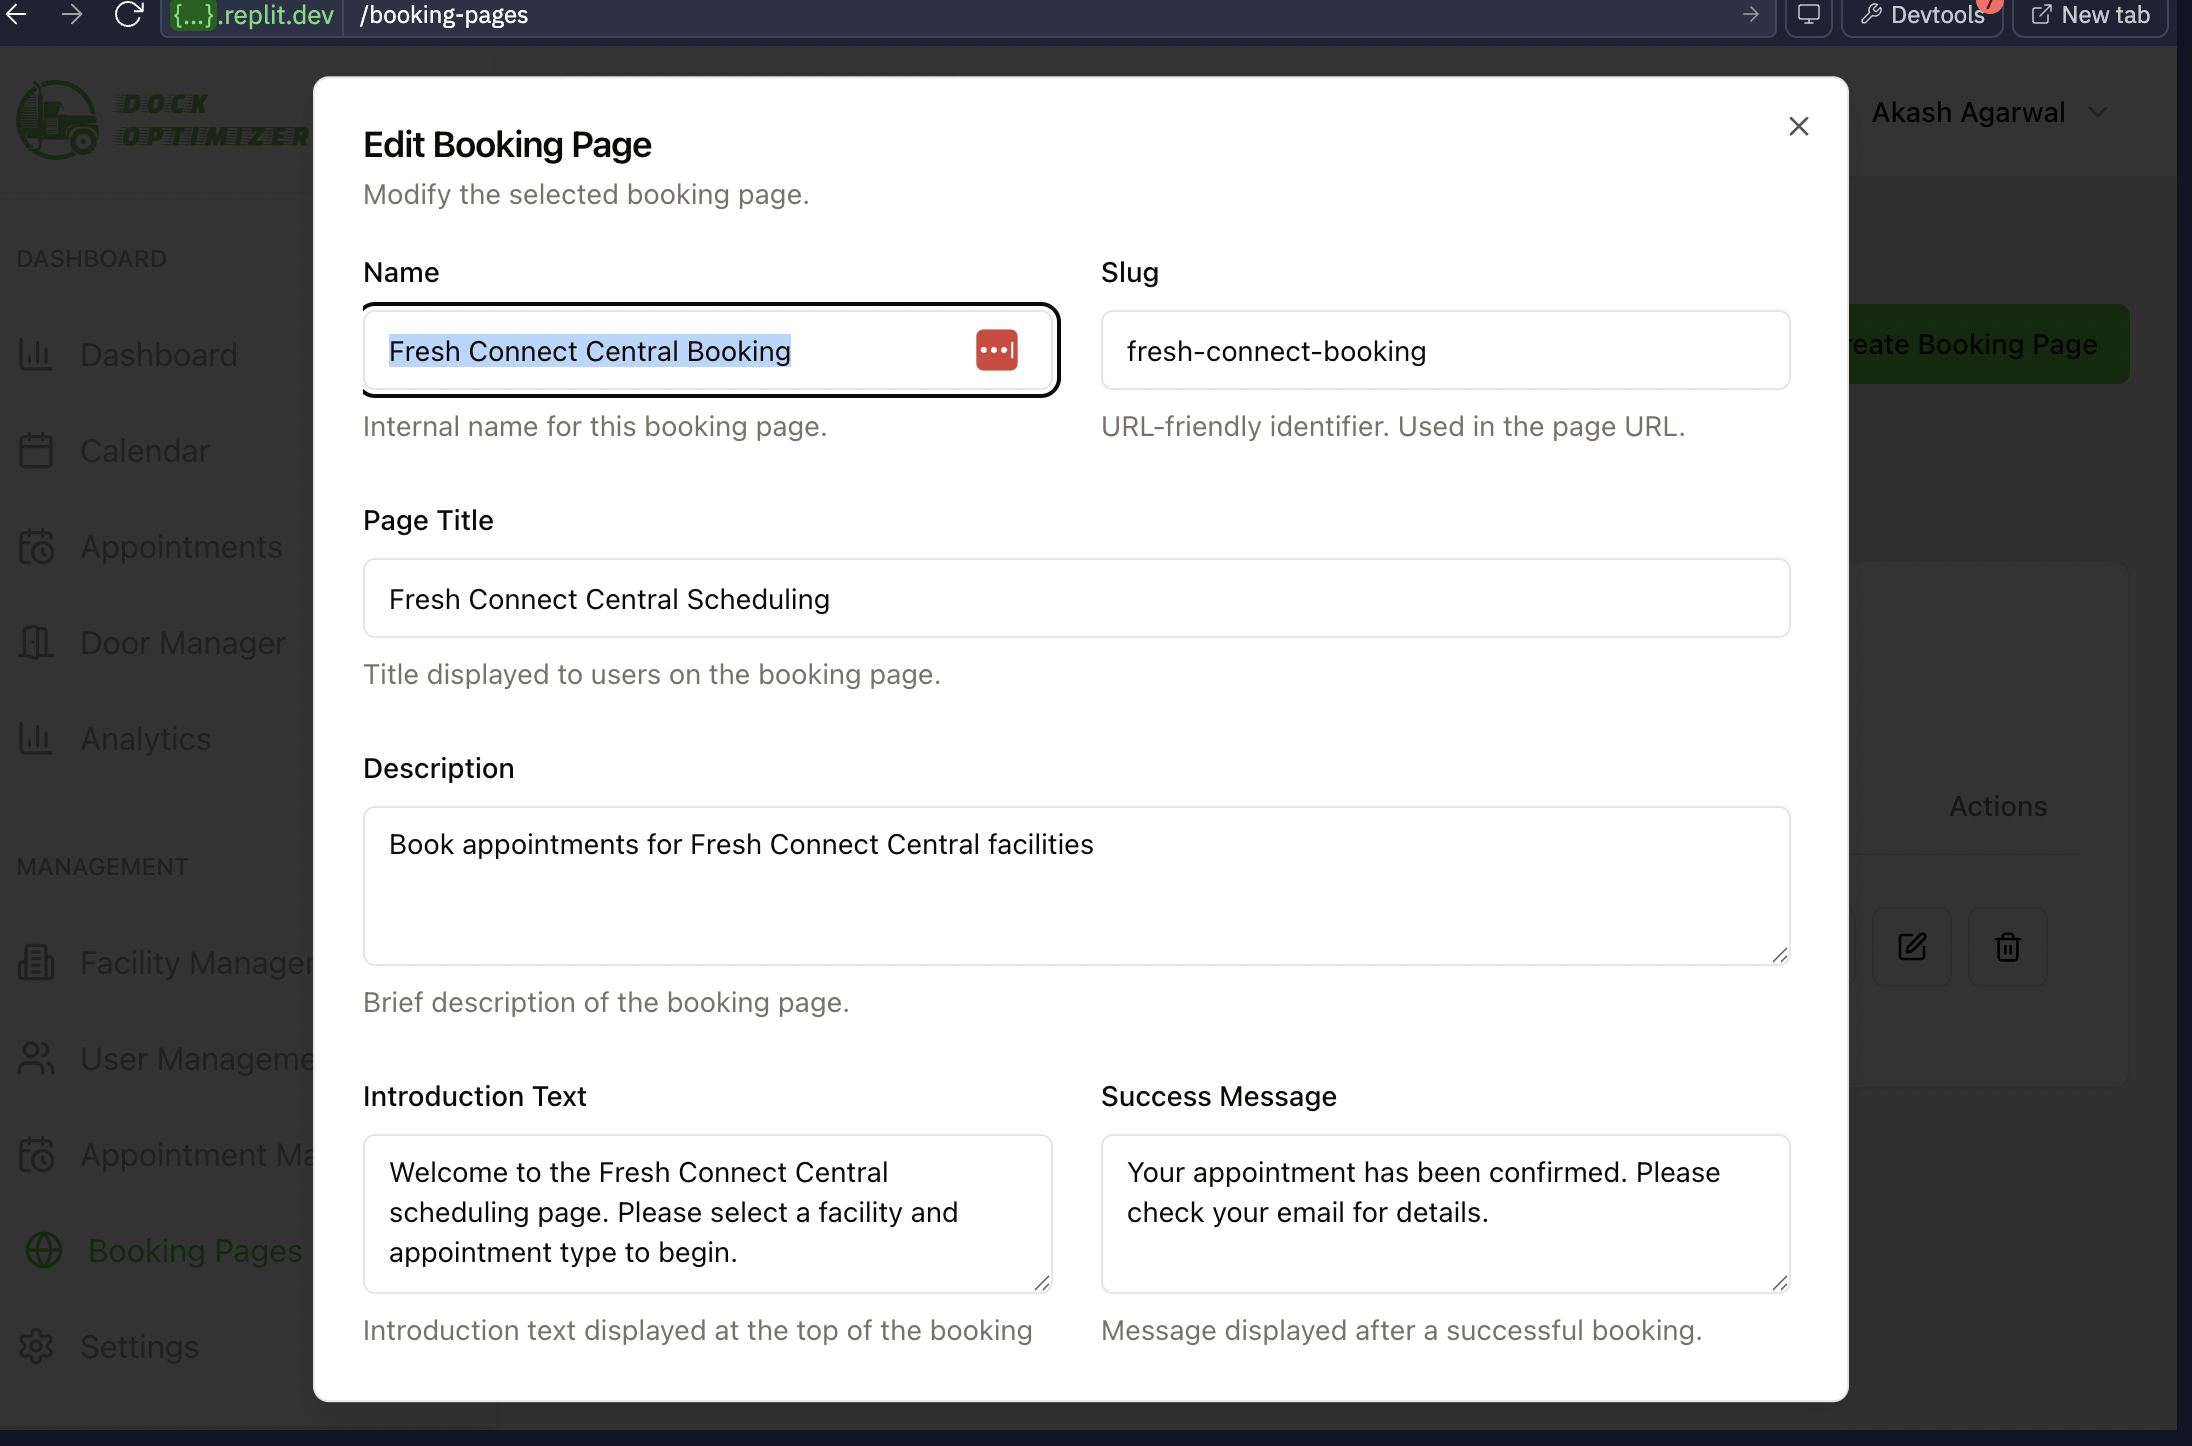 {...}.replit.dev /booking-pages
7
Devtools
New tab
DOCK
OPTIMIZER
Akash Agarwal
DASHBOARD
Dashboard
Calendar
Appointments
Door Manager
Analytics
MANAGEMENT
Facility Manager
User Manageme
Appointment Ma
Booking Pages
Settings
Edit Booking Page
Modify the selected booking page.
Name
Fresh Connect Central Booking
Internal name for this booking page.
Slug
fresh-connect-booking
URL-friendly identifier. Used in the page URL.
Page Title
Fresh Connect Central Scheduling
Title displayed to users on the booking page.
Description
Book appointments for Fresh Connect Central facilities
Brief description of the booking page.
Introduction Text
Welcome to the Fresh Connect Central
scheduling page. Please select a facility and
appointment type to begin.
Introduction text displayed at the top of the booking
Success Message
Your appointment has been confirmed. Please
check your email for details.
Message displayed after a successful booking.
reate Booking Page
Actions